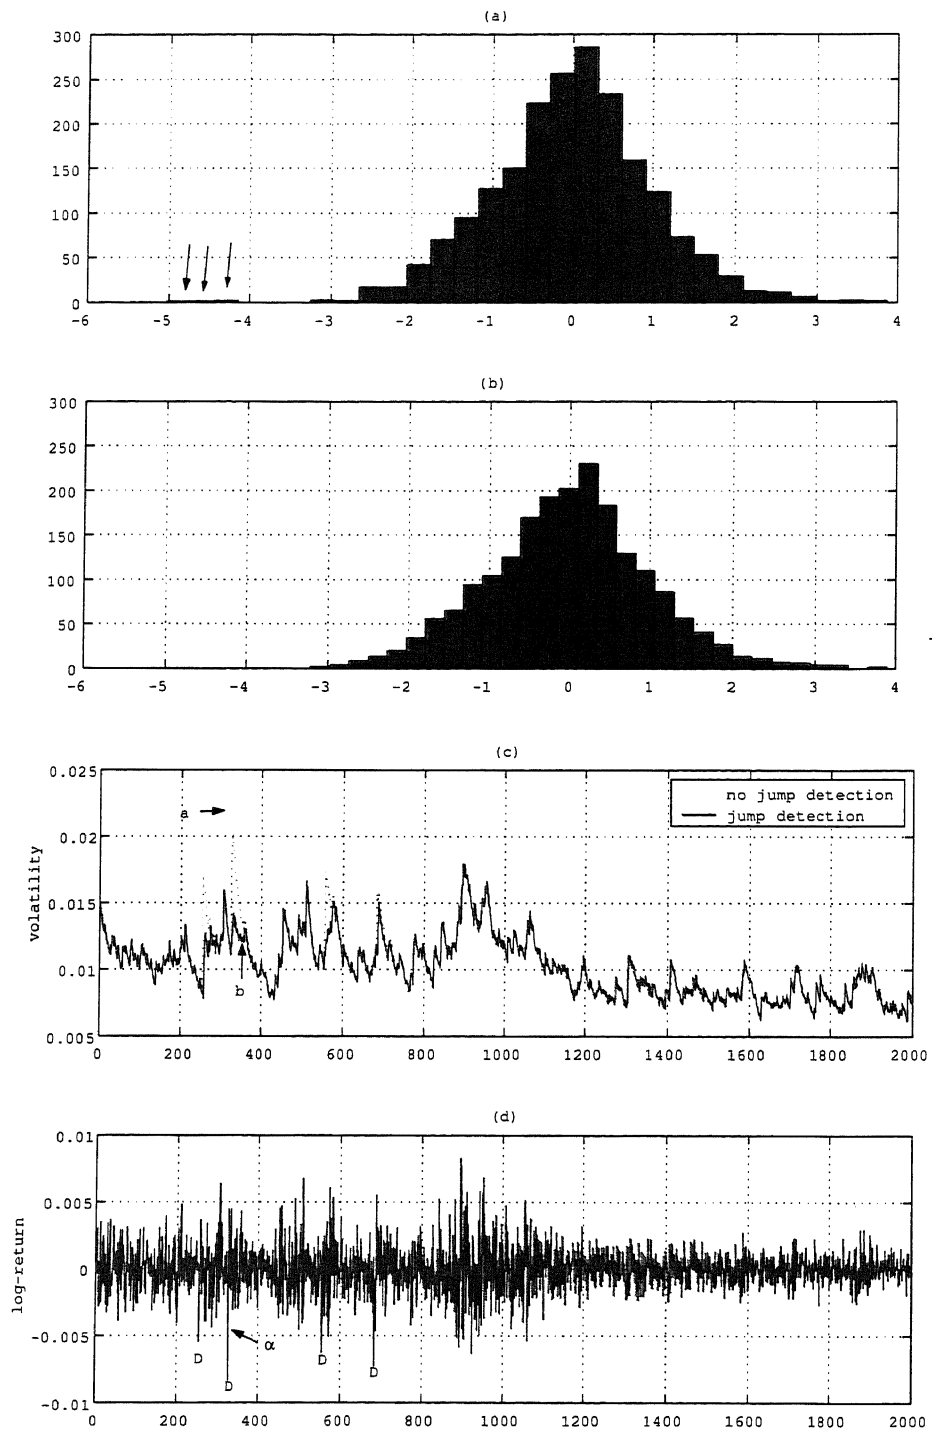 (a)
300
250
200
150
100
50
0
-6 -5 -4 -3 -2 -1 0 1 2 3 4
(b)
300
250
200
150
100
50
0
-6 -5 -4 -3 -2 -1 0 1 2 3 4
(c)
0.025
0.02
0.015
0.01
0.005
volatility
a
b
no jump detection
jump detection
0 200 400 600 800 1000 1200 1400 1600 1800 2000
(d)
0.01
0.005
0
-0.005
-0.01
log-return
α
D
D
D
D
0 200 400 600 800 1000 1200 1400 1600 1800 2000